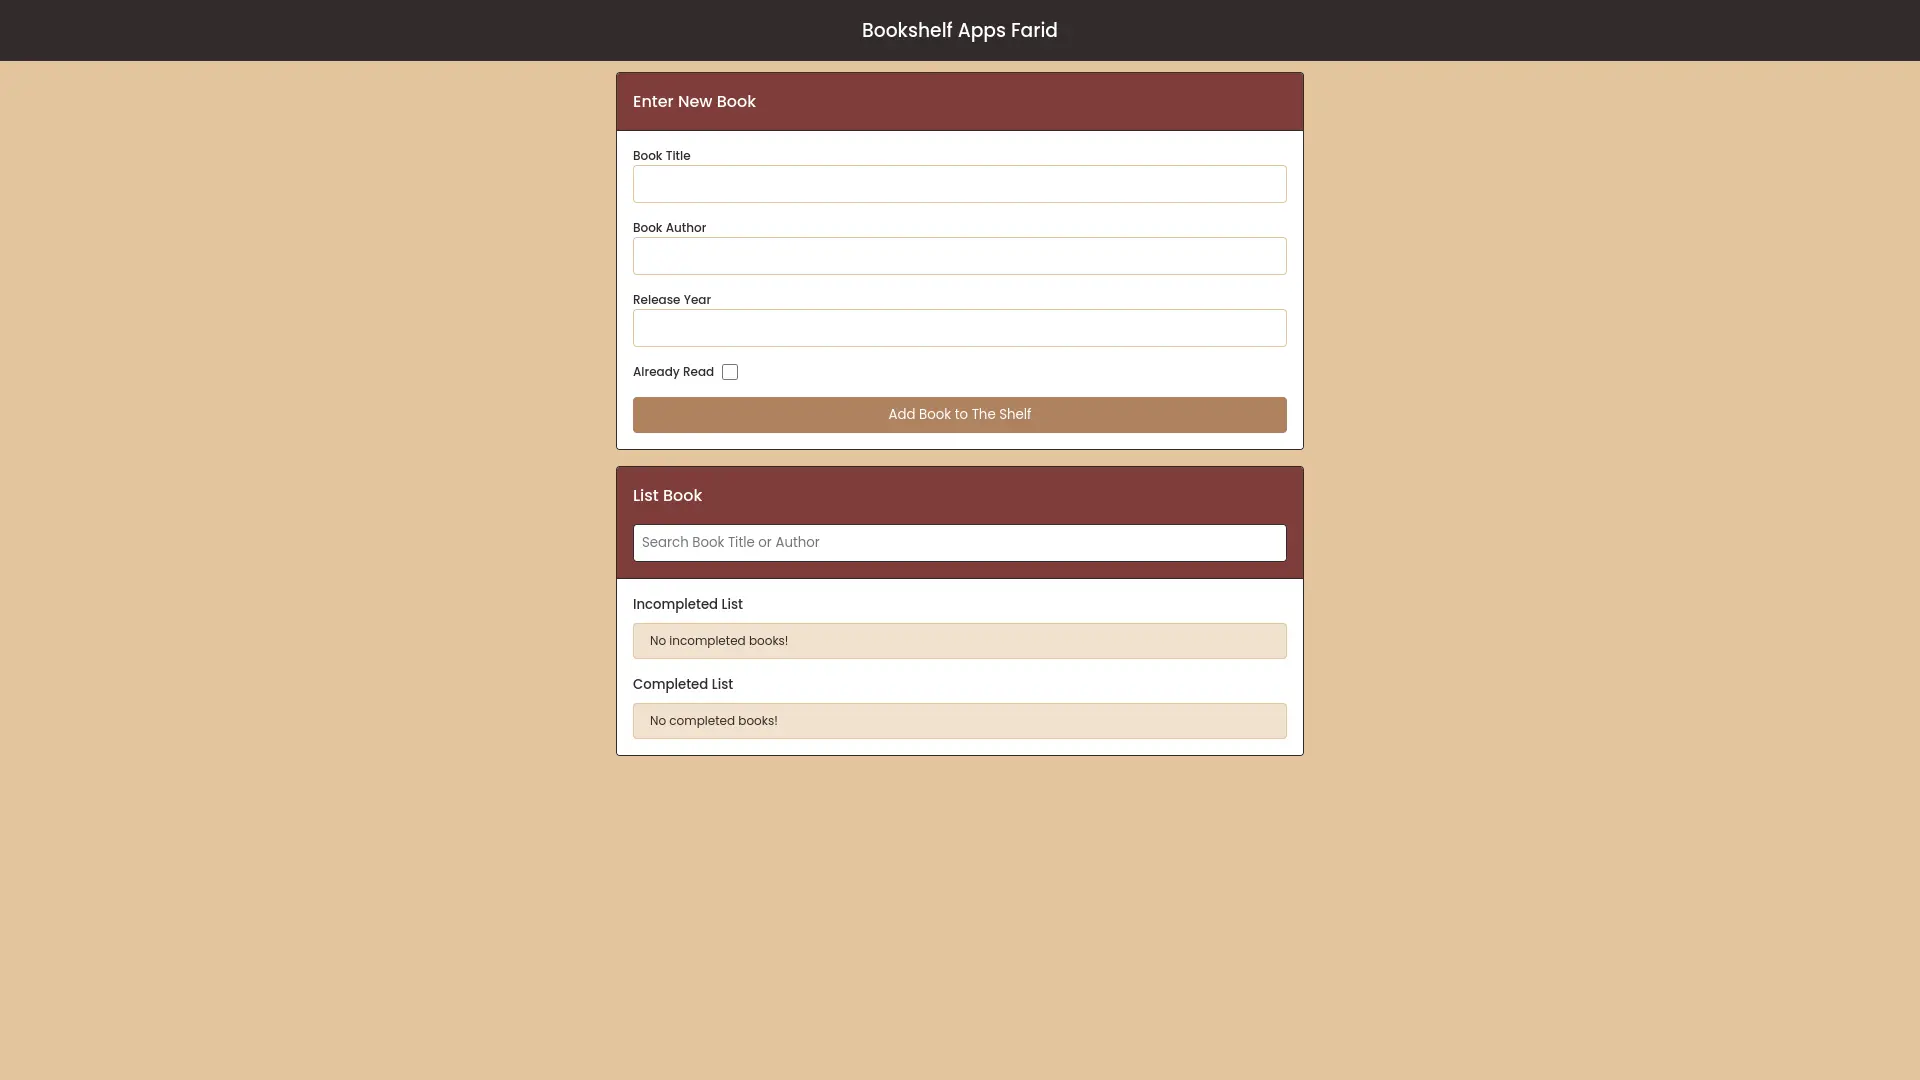 Bookshelf Apps Farid
Enter New Book
Book Title
Book Author
Release Year
Already Read
Add Book to The Shelf
List Book
Search Book Title or Author
Incompleted List
No incompleted books!
Completed List
No completed books!